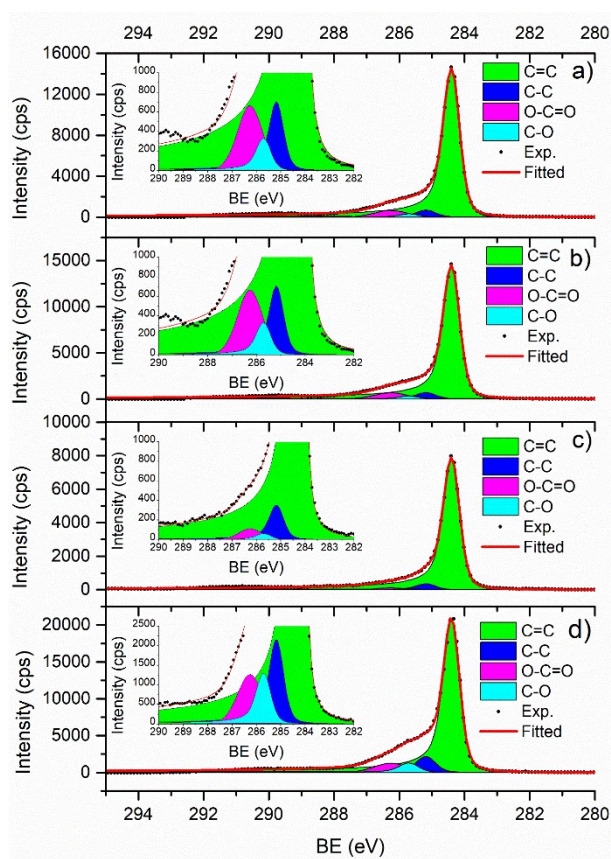 294 292 290 288 286 284 282 280
16000
12000
8000
4000
0
Intensity (cps)
1000
800
600
400
200
0
Intensity (cps)
290 289 288 287 286 285 284 283 282
BE (eV)
C=C
C-C
O-C=O
C-O
Exp.
Fitted
a)
15000
10000
5000
0
Intensity (cps)
1000
800
600
400
200
0
Intensity (cps)
290 289 288 287 286 285 284 283 282
BE (eV)
C=C
C-C
O-C=O
C-O
Exp.
Fitted
b)
10000
8000
6000
4000
2000
0
Intensity (cps)
1000
800
600
400
200
0
Intensity (cps)
290 289 288 287 286 285 284 283 282
BE (eV)
C=C
C-C
O-C=O
C-O
Exp.
Fitted
c)
20000
15000
10000
5000
0
Intensity (cps)
2500
2000
1500
1000
500
0
Intensity (cps)
290 289 288 287 286 285 284 283 282
BE (eV)
C=C
C-C
O-C=O
C-O
Exp.
Fitted
d)
294 292 290 288 286 284 282 280
BE (eV)